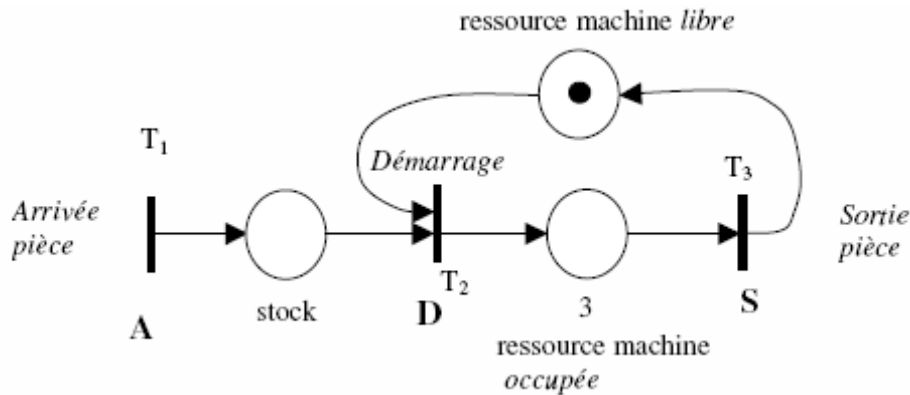 ressource machine libre
T₁
Démarrage
T₃
Arrivée
pièce
Sortie
pièce
T₂
A
stock
D
3
S
ressource machine
occupée